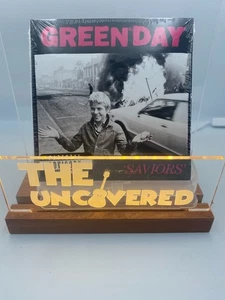 GREEN DAY
'SAVIORS'
THE
UNCOVERED